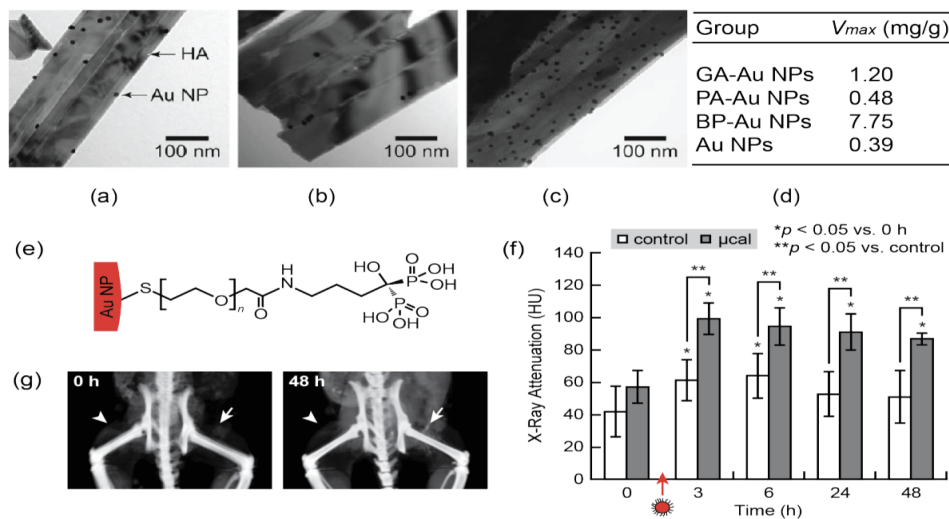 HA
Au NP
100 nm
100 nm
100 nm
Group Vmax (mg/g)
GA-Au NPs 1.20
PA-Au NPs 0.48
BP-Au NPs 7.75
Au NPs 0.39
(a) (b) (c) (d)
(e)
Au NP
S
O
n
O
H
N
HO
O
P
OH
OH
P
O
HO
OH
(f)
control µcal
*p < 0.05 vs. 0 h
**p < 0.05 vs. control
X-Ray Attenuation (HU)
140
120
100
80
60
40
20
0
** ** ** **
* * * * * *
0 3 6 24 48
Time (h)
(g)
0 h
48 h